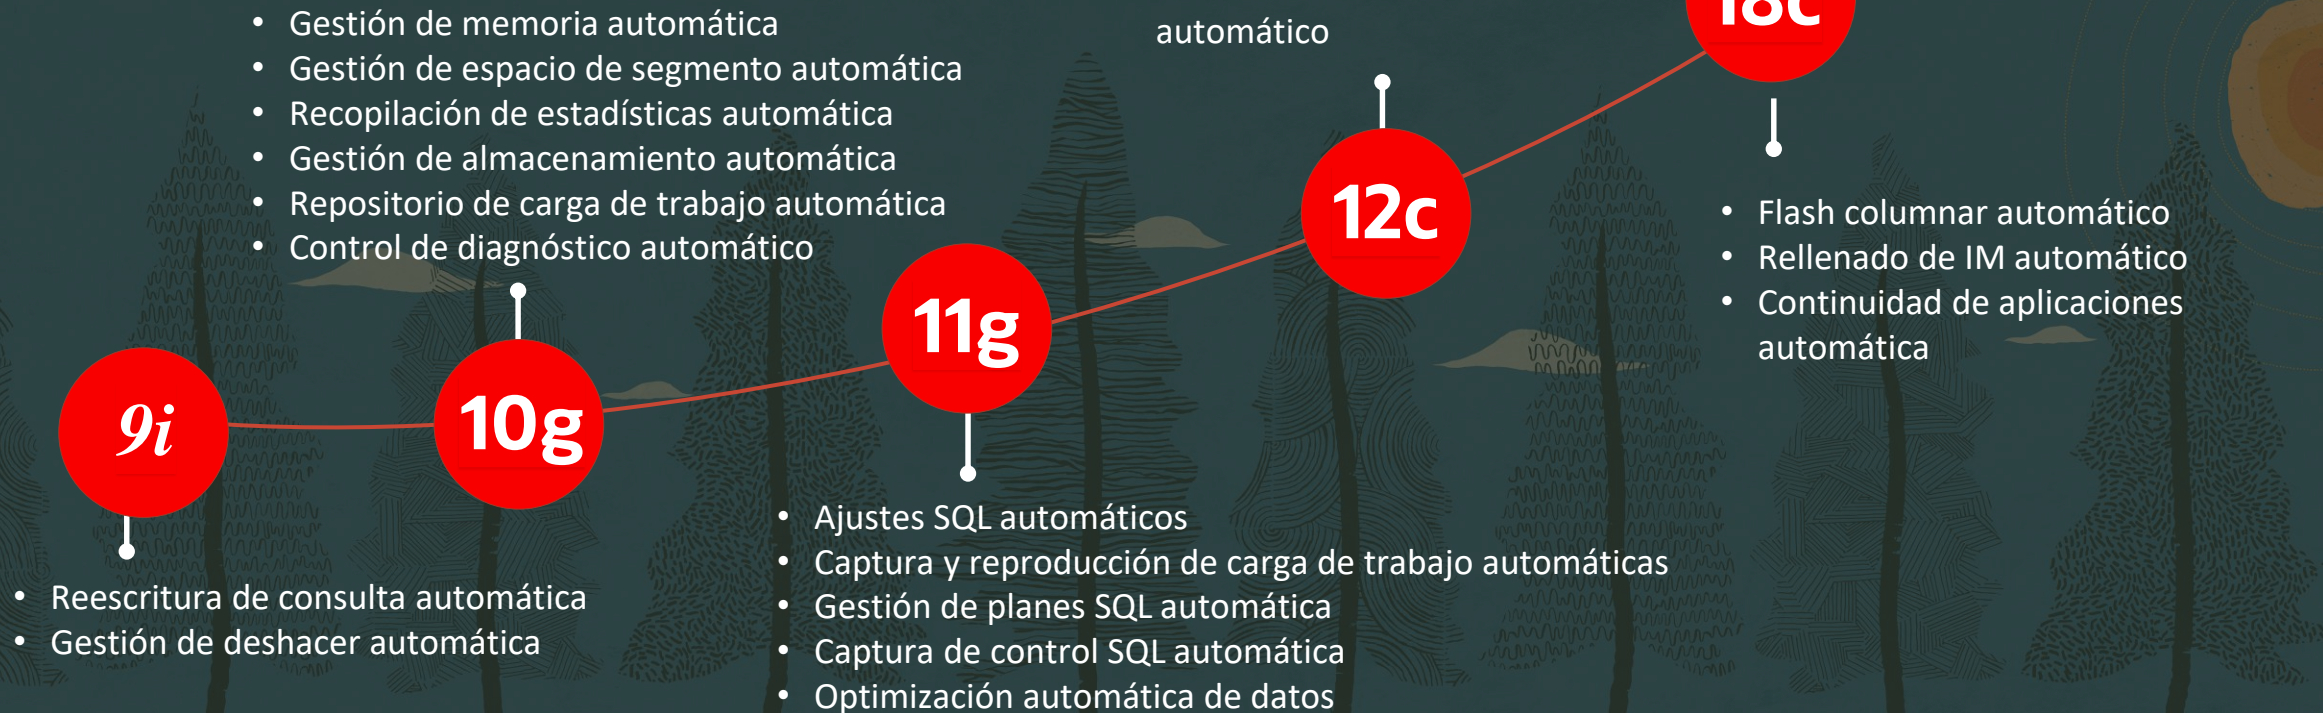 • Gestión de memoria automática
• Gestión de espacio de segmento automática
• Recopilación de estadísticas automática
• Gestión de almacenamiento automática
• Repositorio de carga de trabajo automática
• Control de diagnóstico automático
automático
18c
12c
• Flash columnar automático
• Rellenado de IM automático
• Continuidad de aplicaciones
automática
11g
10g
9i
• Reescritura de consulta automática
• Gestión de deshacer automática
• Ajustes SQL automáticos
• Captura y reproducción de carga de trabajo automáticas
• Gestión de planes SQL automática
• Captura de control SQL automática
• Optimización automática de datos